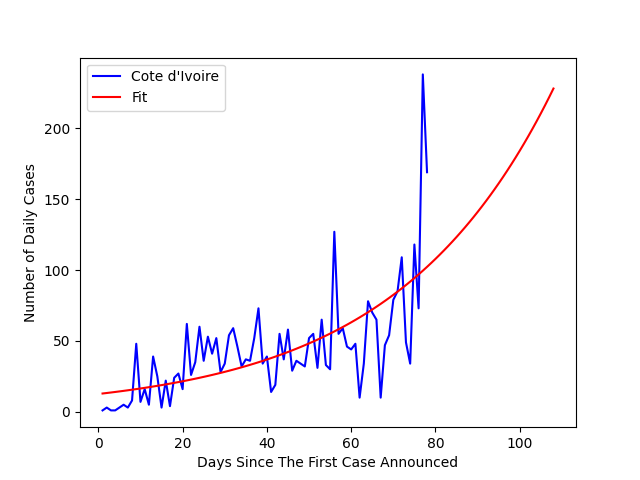 Cote d'Ivoire
Fit
Number of Daily Cases
200
150
100
50
0
0 20 40 60 80 100
Days Since The First Case Announced